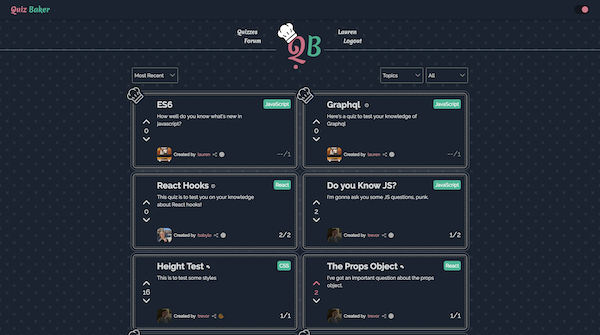 Quiz Baker
Quizzes
Lauren
Forum
Logout
QB
Most Recent
Topics
All
ES6
JavaScript
How well do you know what's new in
javascript?
0
Created by lauren
--/1
Graphql
JavaScript
Here's a quiz to test your knowledge of
Graphql
0
Created by lauren
--/1
React Hooks
React
This quiz is to test you on your knowledge
about React hooks!
0
Created by
2/2
Do you Know JS?
JavaScript
I'm gonna ask you some JS questions, punk.
2
Created by trevor
1/2
Height Test
CSS
This is to test some styles
16
Created by trevor
1/1
The Props Object
React
I've got an important question about the props
object.
2
Created by trevor
1/1